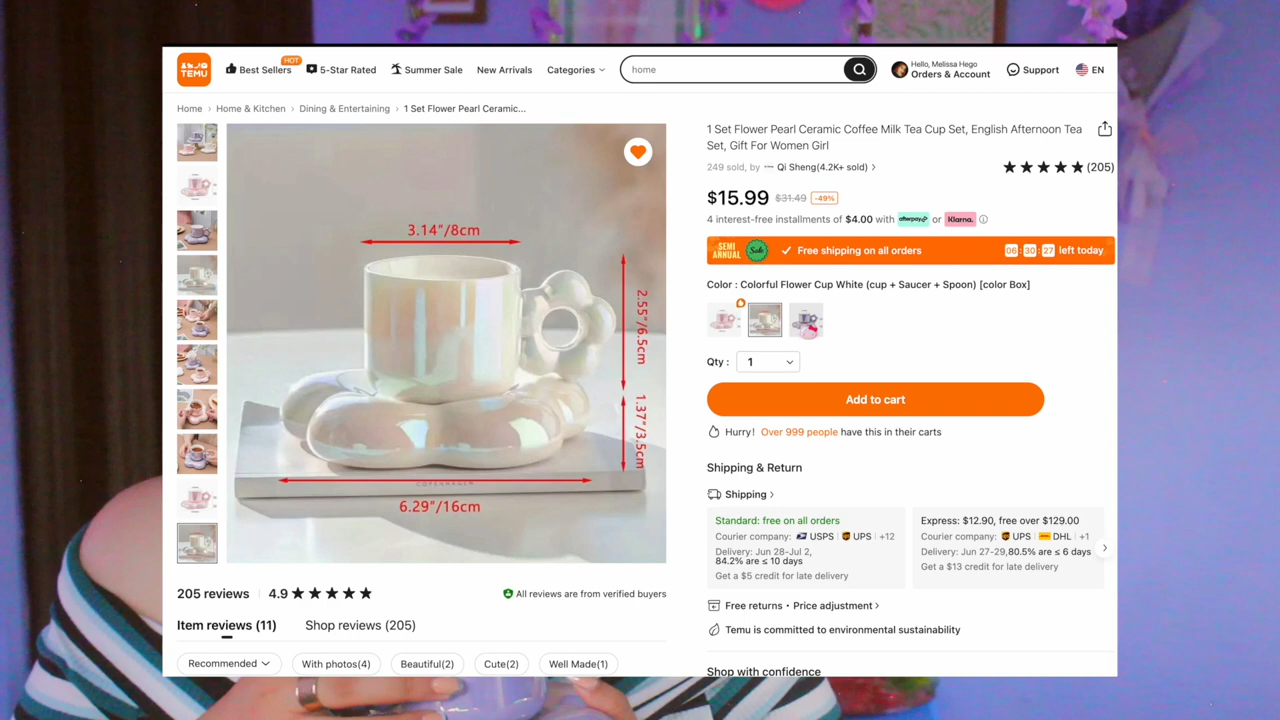 TEMU
Best Sellers
HOT
5-Star Rated
Summer Sale
New Arrivals
Categories
home
Hello, Melissa Hego
Orders & Account
Support
EN
Home › Home & Kitchen › Dining & Entertaining › 1 Set Flower Pearl Ceramic...
3.14"/8cm
2.55"/6.5cm
1.37"/3.5cm
COPENHAGEN
6.29"/16cm
1 Set Flower Pearl Ceramic Coffee Milk Tea Cup Set, English Afternoon Tea
Set, Gift For Women Girl
249 sold, by Qi Sheng(4.2K+ sold) ›
(205)
$15.99 $31.49 -49%
4 interest-free installments of $4.00 with afterpay or Klarna.
SEMI
ANNUAL
Sale
Free shipping on all orders
06:30:27 left today
Color : Colorful Flower Cup White (cup + Saucer + Spoon) [color Box]
Qty : 1
Add to cart
Hurry! Over 999 people have this in their carts
Shipping & Return
Shipping ›
Standard: free on all orders
Courier company: USPS UPS +12
Delivery: Jun 28-Jul 2,
84.2% are ≤ 10 days
Get a $5 credit for late delivery
Express: $12.90, free over $129.00
Courier company: UPS DHL +1
Delivery: Jun 27-29,80.5% are ≤ 6 days
Get a $13 credit for late delivery
Free returns • Price adjustment ›
Temu is committed to environmental sustainability
Shop with confidence
205 reviews 4.9
All reviews are from verified buyers
Item reviews (11)
Shop reviews (205)
Recommended
With photos(4)
Beautiful(2)
Cute(2)
Well Made(1)